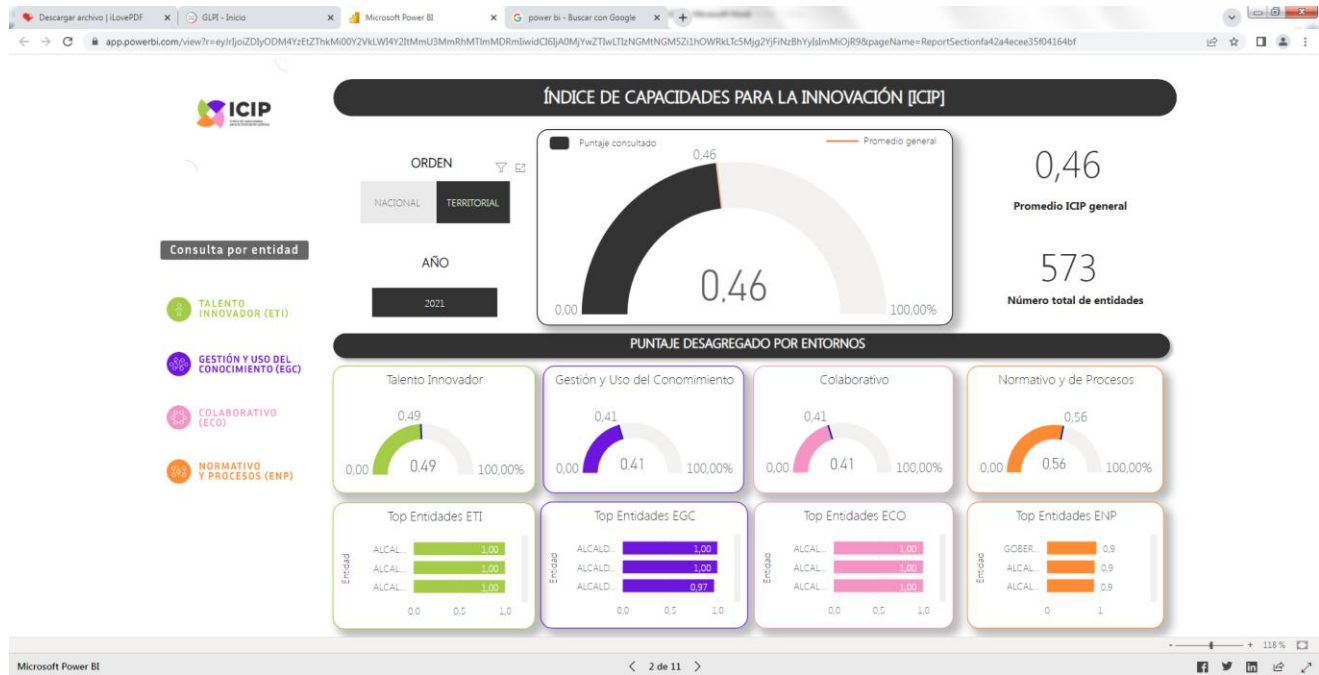 Descargar archivo | iLovePDF
GLPI - Inicio
Microsoft Power BI
power bi - Buscar con Google
ICIP
ÍNDICE DE CAPACIDADES PARA LA INNOVACIÓN [ICIP]
ORDEN
NACIONAL
TERRITORIAL
AÑO
2021
Puntaje consultado
Promedio general
0,46
0,46
0,00
100,00%
0,46
Promedio ICIP general
573
Número total de entidades
Consulta por entidad
TALENTO
INNOVADOR (ETI)
GESTIÓN Y USO DEL
CONOCIMIENTO (EGC)
COLABORATIVO
(ECO)
NORMATIVO
Y PROCESOS (ENP)
PUNTAJE DESAGREGADO POR ENTORNOS
Talento Innovador
0,49
0,49
0,00
100,00%
Gestión y Uso del Conomimiento
0,41
0.41
0,00
100,00%
Colaborativo
0,41
0.41
0,00
100,00%
Normativo y de Procesos
0,56
0.56
0,00
100,00%
Top Entidades ETI
Entidad
ALCAL... 1,00
ALCAL... 1,00
ALCAL... 1,00
0,0 0,5 1,0
Top Entidades EGC
Entidad
ALCALD... 1,00
ALCALD... 1,00
ALCALD... 0,97
0,0 0,5 1,0
Top Entidades ECO
Entidad
ALCAL... 1,00
ALCAL... 1,00
ALCAL... 1,00
0,0 0,5 1,0
Top Entidades ENP
Entidad
GOBER... 0,9
ALCAL... 0,9
ALCAL... 0,9
0 1
118 %
Microsoft Power BI
2 de 11